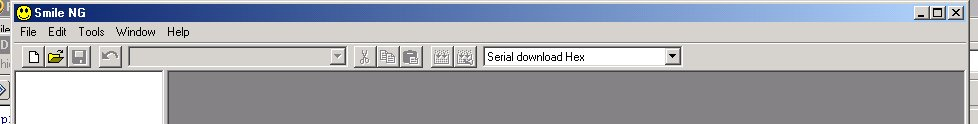 Smile NG
File Edit Tools Window Help
Serial download Hex